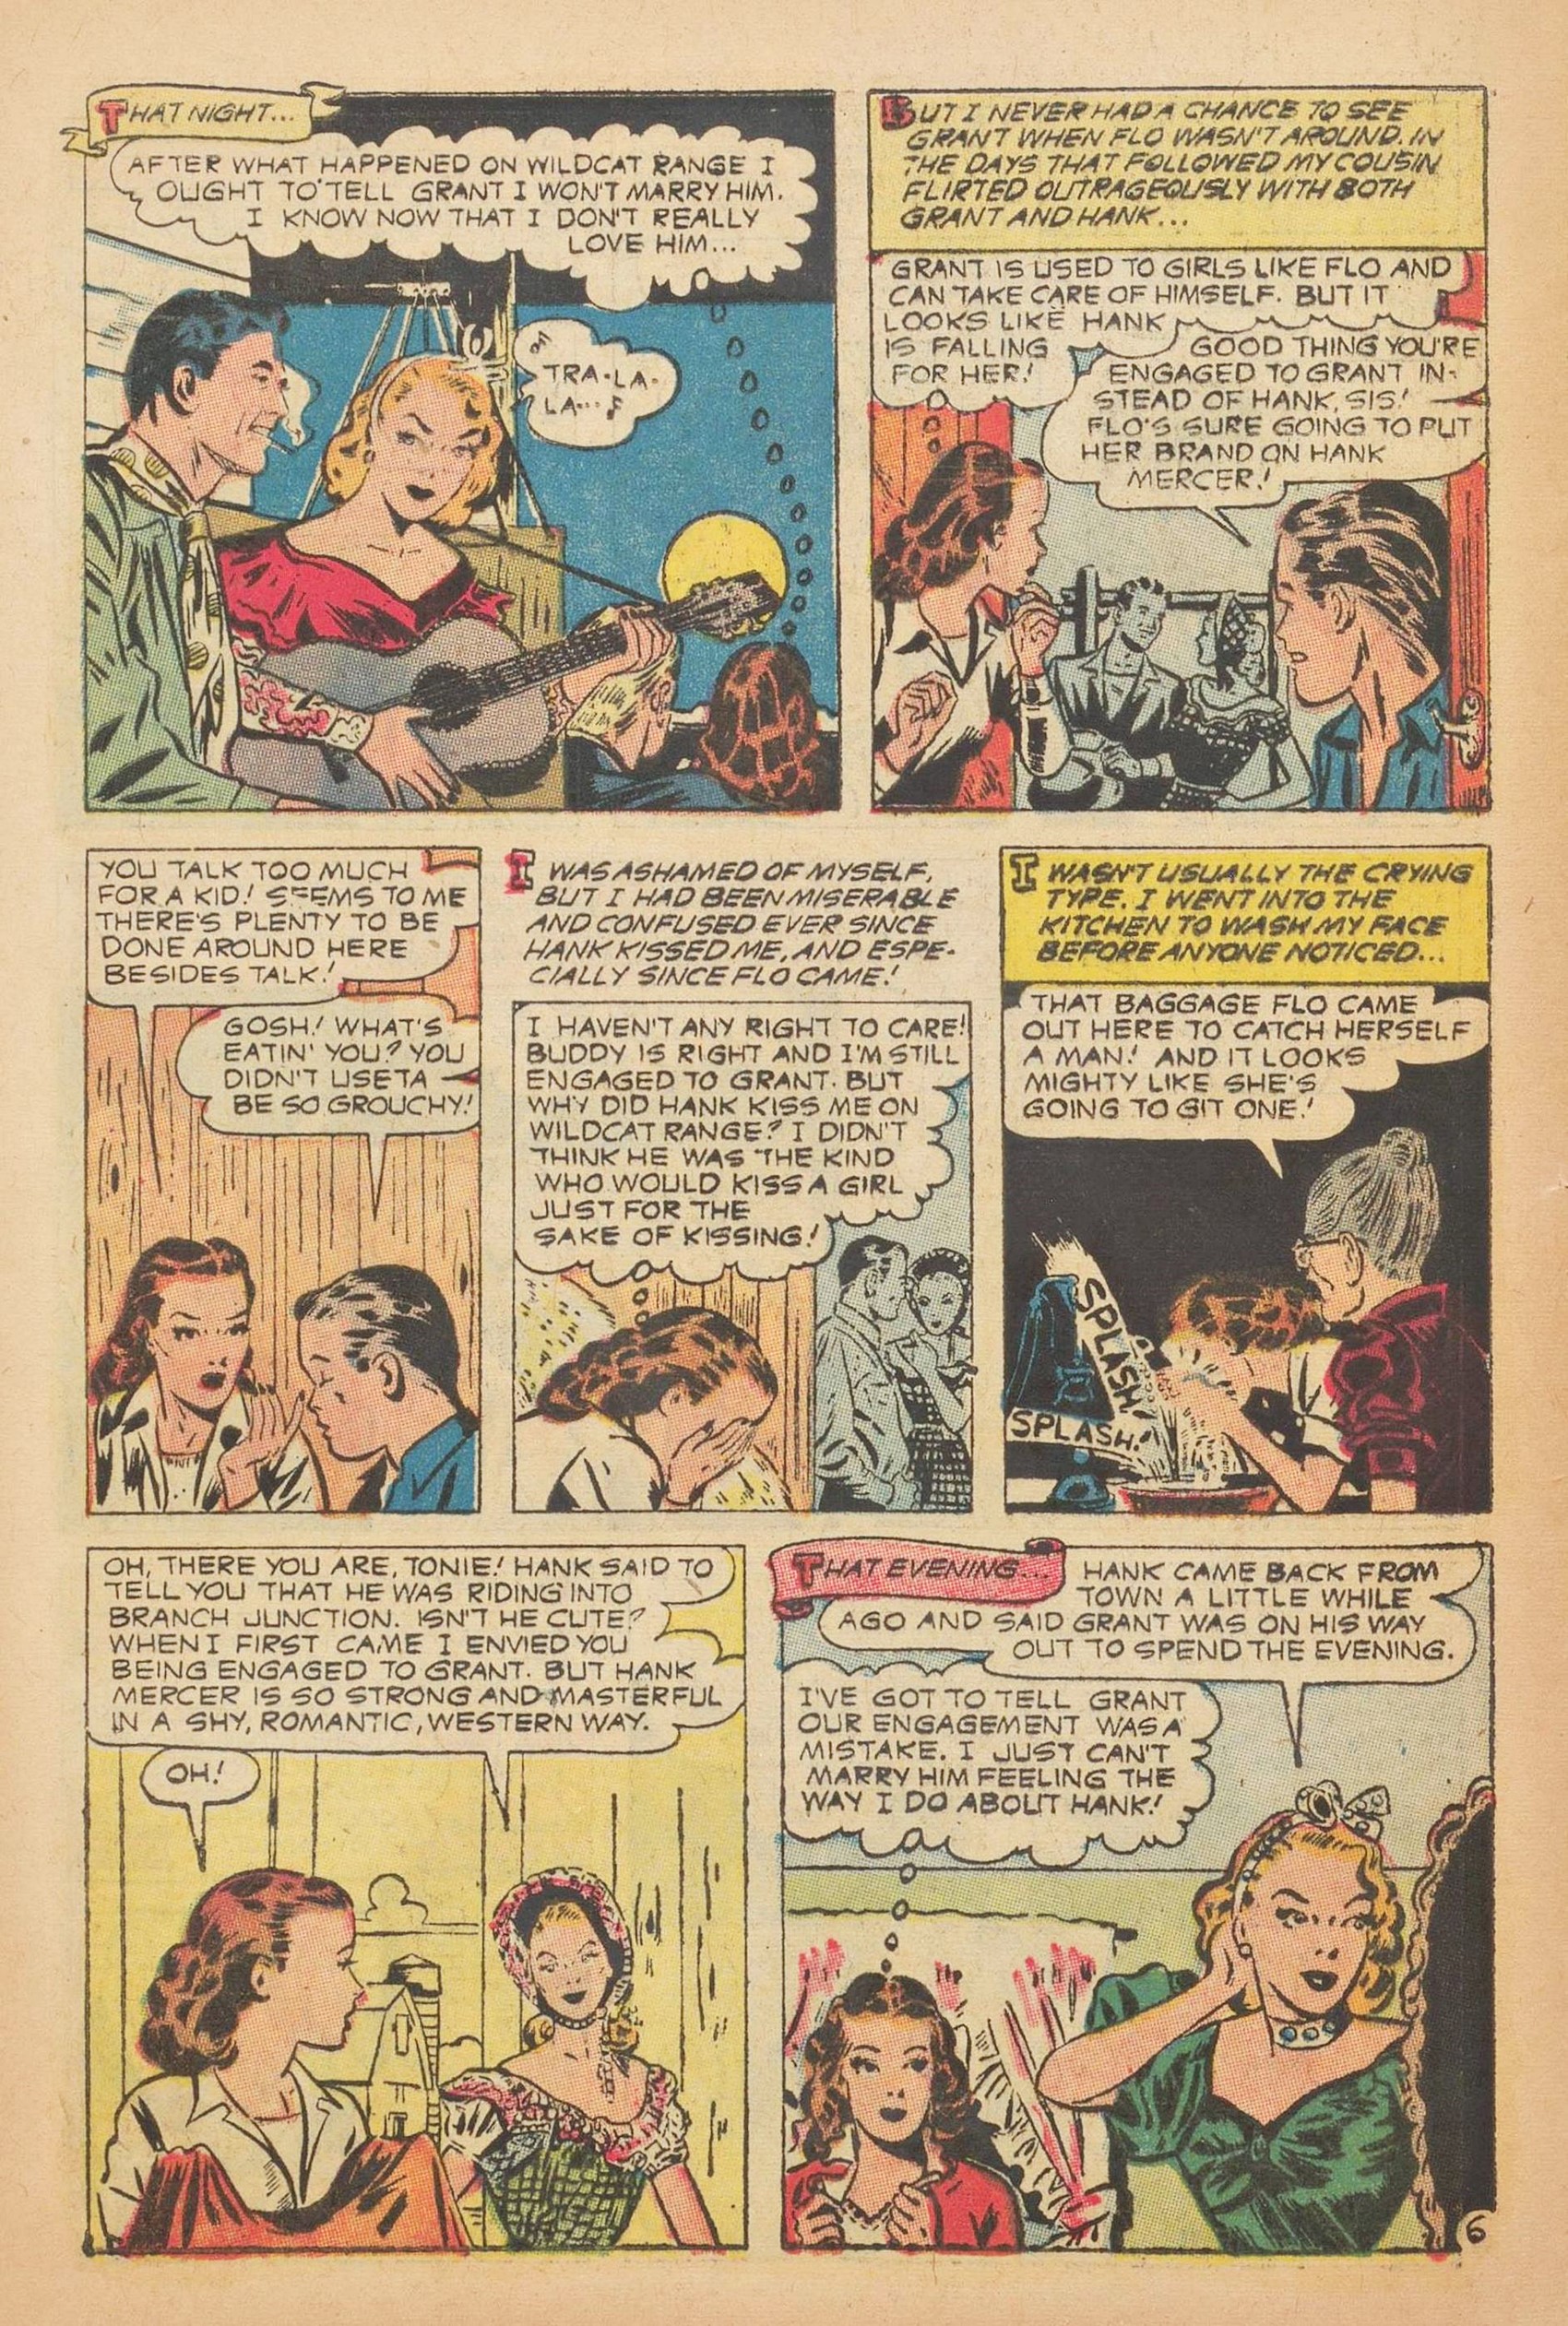 THAT NIGHT...
AFTER WHAT HAPPENED ON WILDCAT RANGE I
OUGHT TO TELL GRANT I WON'T MARRY HIM.
I KNOW NOW THAT I DON'T REALLY
LOVE HIM...
TRA-LA-
LA...
BUT I NEVER HAD A CHANCE TO SEE
GRANT WHEN FLO WASN'T AROUND. IN
THE DAYS THAT FOLLOWED MY COUSIN
FLIRTED OUTRAGEOUSLY WITH BOTH
GRANT AND HANK...
GRANT IS USED TO GIRLS LIKE FLO AND
CAN TAKE CARE OF HIMSELF. BUT IT
LOOKS LIKE HANK
IS FALLING
FOR HER!
GOOD THING YOU'RE
ENGAGED TO GRANT IN-
STEAD OF HANK, SIS!
FLO'S SURE GOING TO PUT
HER BRAND ON HANK
MERCER!
YOU TALK TOO MUCH
FOR A KID! SEEMS TO ME
THERE'S PLENTY TO BE
DONE AROUND HERE
BESIDES TALK!
GOSH! WHAT'S
EATIN' YOU? YOU
DIDN'T USETA
BE SO GROUCHY!
I WAS ASHAMED OF MYSELF,
BUT I HAD BEEN MISERABLE
AND CONFUSED EVER SINCE
HANK KISSED ME, AND ESPE-
CIALLY SINCE FLO CAME!
I HAVEN'T ANY RIGHT TO CARE!
BUDDY IS RIGHT AND I'M STILL
ENGAGED TO GRANT. BUT
WHY DID HANK KISS ME ON
WILDCAT RANGE? I DIDN'T
THINK HE WAS THE KIND
WHO WOULD KISS A GIRL
JUST FOR THE
SAKE OF KISSING!
I WASN'T USUALLY THE CRYING
TYPE. I WENT INTO THE
KITCHEN TO WASH MY FACE
BEFORE ANYONE NOTICED...
THAT BAGGAGE FLO CAME
OUT HERE TO CATCH HERSELF
A MAN! AND IT LOOKS
MIGHTY LIKE SHE'S
GOING TO GIT ONE!
SPLASH!
SPLASH!
OH, THERE YOU ARE, TONIE! HANK SAID TO
TELL YOU THAT HE WAS RIDING INTO
BRANCH JUNCTION. ISN'T HE CUTE?
WHEN I FIRST CAME I ENVIED YOU
BEING ENGAGED TO GRANT. BUT HANK
MERCER IS SO STRONG AND MASTERFUL
IN A SHY, ROMANTIC, WESTERN WAY.
OH!
THAT EVENING...
HANK CAME BACK FROM
TOWN A LITTLE WHILE
AGO AND SAID GRANT WAS ON HIS WAY
OUT TO SPEND THE EVENING.
I'VE GOT TO TELL GRANT
OUR ENGAGEMENT WAS A
MISTAKE. I JUST CAN'T
MARRY HIM FEELING THE
WAY I DO ABOUT HANK!
6